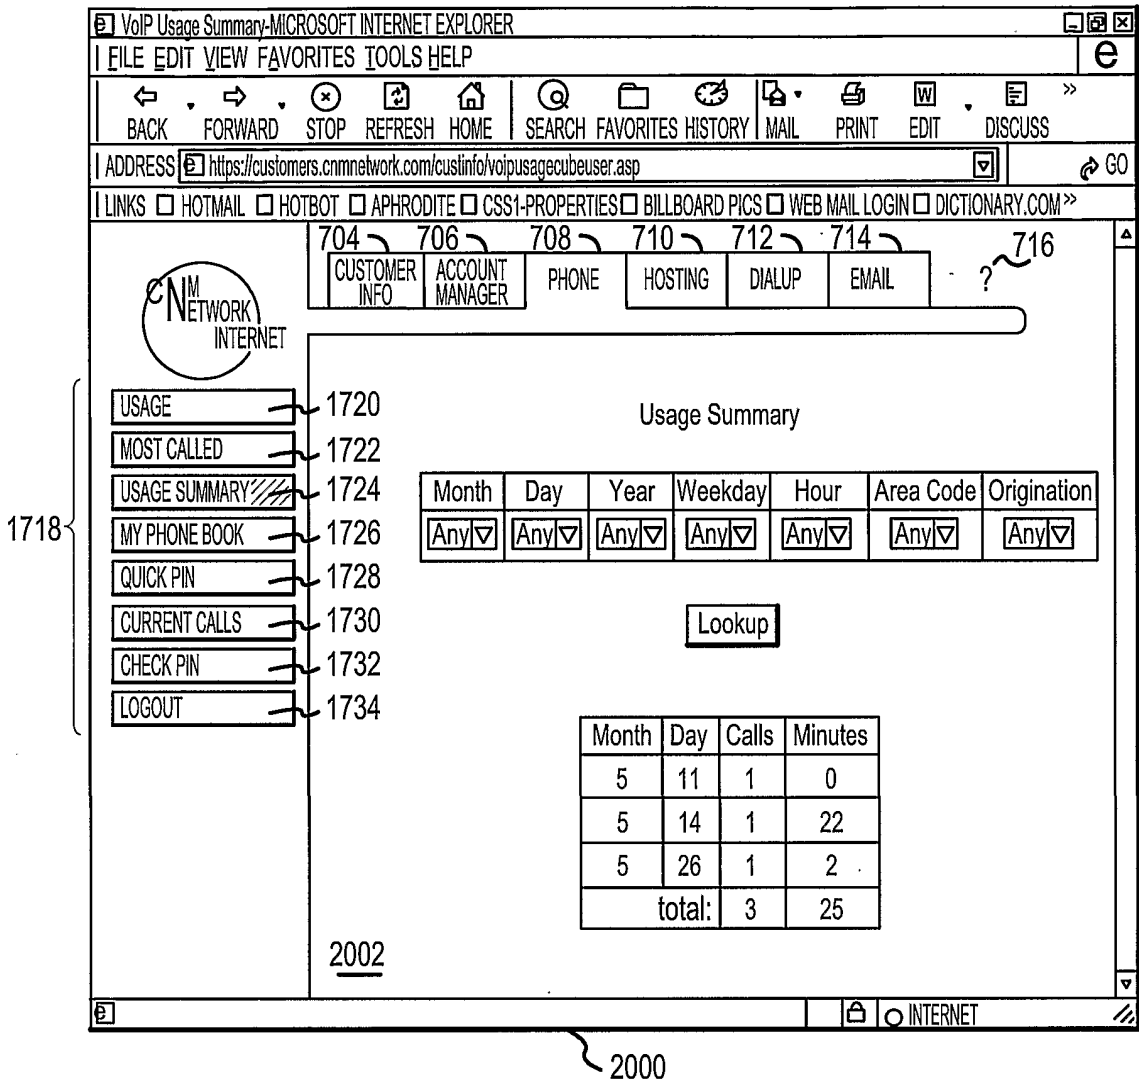 VoIP Usage Summary-MICROSOFT INTERNET EXPLORER
FILE EDIT VIEW FAVORITES TOOLS HELP
e
BACK FORWARD STOP REFRESH HOME SEARCH FAVORITES HISTORY MAIL PRINT EDIT DISCUSS »
W
ADDRESS e https://customers.cnmnetwork.com/custinfo/voipusagecubeuser.asp GO
LINKS HOTMAIL HOTBOT APHRODITE CSS1-PROPERTIES BILLBOARD PICS WEB MAIL LOGIN DICTIONARY.COM »
704 706 708 710 712 714 716
CUSTOMER INFO
ACCOUNT MANAGER
PHONE
HOSTING
DIALUP
EMAIL
?
CNM
NETWORK
INTERNET
1718
USAGE 1720
MOST CALLED 1722
USAGE SUMMARY 1724
MY PHONE BOOK 1726
QUICK PIN 1728
CURRENT CALLS 1730
CHECK PIN 1732
LOGOUT 1734
Usage Summary
Month Day Year Weekday Hour Area Code Origination
Any Any Any Any Any Any Any
Lookup
Month Day Calls Minutes
5 11 1 0
5 14 1 22
5 26 1 2
total: 3 25
2002
e INTERNET
2000